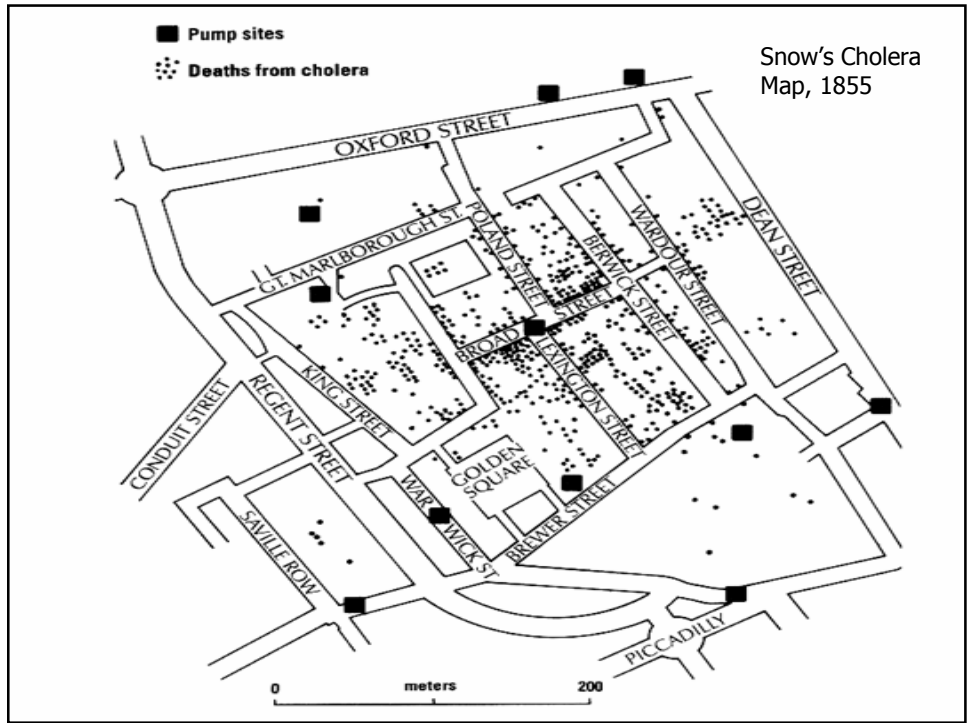 Pump sites
Deaths from cholera
Snow's Cholera
Map, 1855
OXFORD STREET
GT. MARLBOROUGH ST.
POLAND STREET
BERWICK STREET
WARDOUR STREET
DEAN STREET
BROAD STREET
LEXINGTON STREET
KING STREET
REGENT STREET
CONDUIT STREET
GOLDEN
SQUARE
WARWICK ST
BREWER STREET
SAVILLE ROW
PICCADILLY
0 meters 200